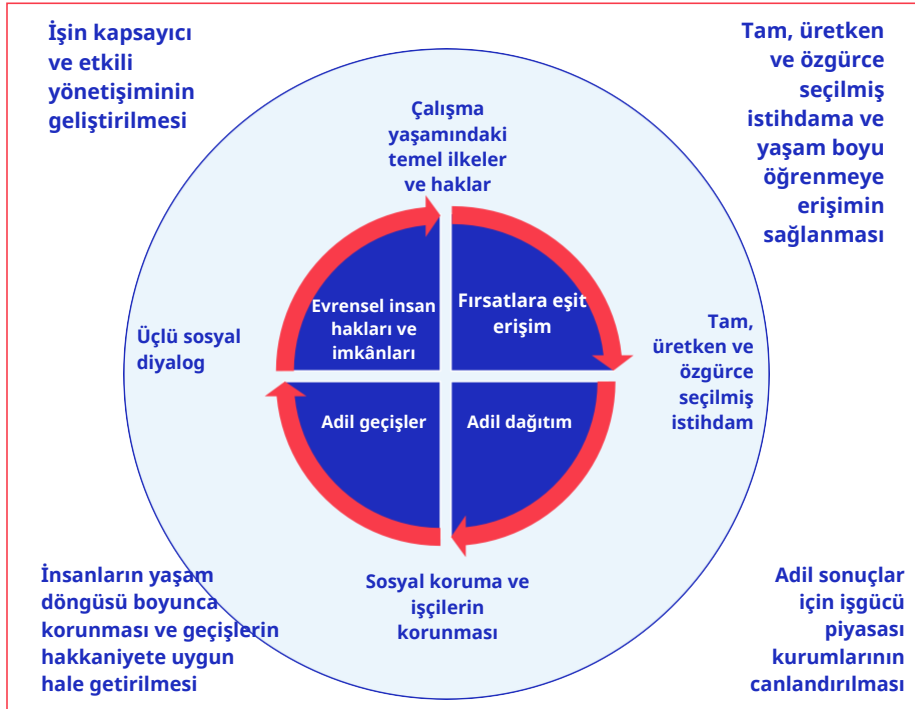 İşin kapsayıcı
ve etkili
yönetişiminin
geliştirilmesi
Tam, üretken
ve özgürce
seçilmiş
istihdama ve
yaşam boyu
öğrenmeye
erişimin
sağlanması
Çalışma
yaşamındaki
temel ilkeler
ve haklar
Evrensel insan
hakları ve
imkânları
Fırsatlara eşit
erişim
Üçlü sosyal
diyalog
Tam,
üretken ve
özgürce
seçilmiş
istihdam
Adil geçişler
Adil dağıtım
Sosyal koruma ve
işçilerin
korunması
İnsanların yaşam
döngüsü boyunca
korunması ve geçişlerin
hakkaniyete uygun
hale getirilmesi
Adil sonuçlar
için işgücü
piyasası
kurumlarının
canlandırılması